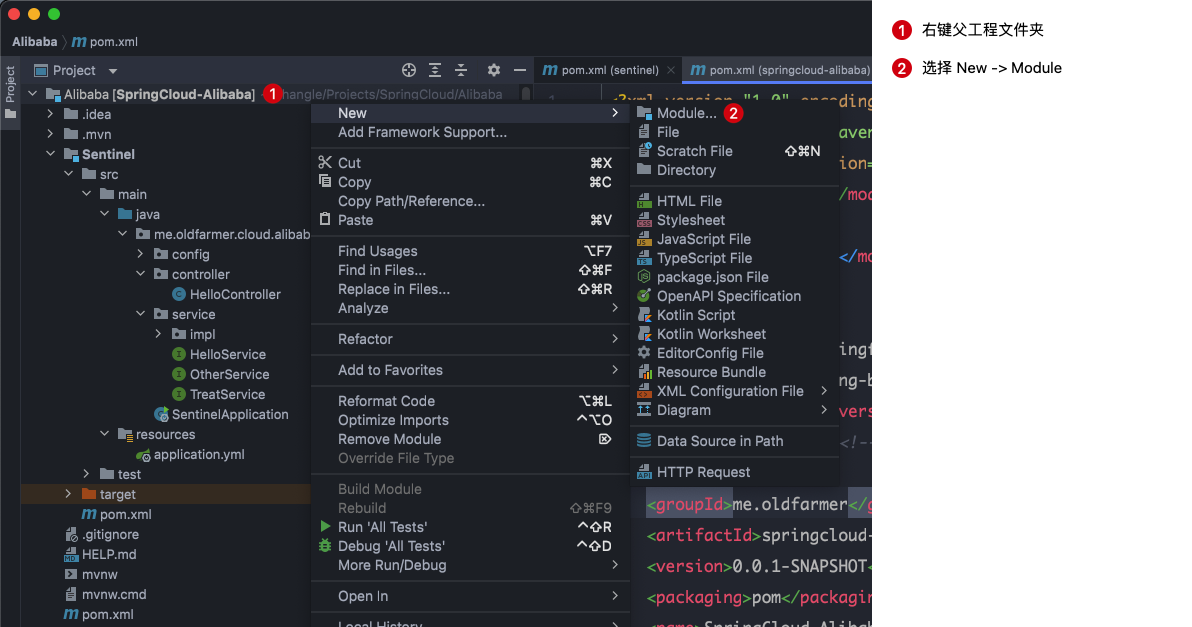 Alibaba
pom.xml
Project
Project
pom.xml (sentinel)
pom.xml (springcloud-alibaba)
Alibaba [SpringCloud-Alibaba]
1
hangle/Projects/SpringCloud/Alibaba
.idea
.mvn
Sentinel
src
main
java
me.oldfarmer.cloud.alibab
config
controller
HelloController
service
impl
HelloService
OtherService
TreatService
SentinelApplication
resources
application.yml
test
target
pom.xml
.gitignore
HELP.md
mvnw
mvnw.cmd
pom.xml
New
Add Framework Support...
Cut ⌘X
Copy ⌘C
Copy Path/Reference...
Paste ⌘V
Find Usages ⌥F7
Find in Files... ⇧⌘F
Replace in Files... ⇧⌘R
Analyze
Refactor
Add to Favorites
Reformat Code ⌥⌘L
Optimize Imports ^⌥O
Remove Module ⌦
Override File Type
Build Module
Rebuild ⇧⌘F9
Run 'All Tests' ^⇧R
Debug 'All Tests' ^⇧D
More Run/Debug
Open In
Local History
Module... 2
File
Scratch File ⇧⌘N
Directory
HTML File
Stylesheet
JavaScript File
TypeScript File
package.json File
OpenAPI Specification
Kotlin Script
Kotlin Worksheet
EditorConfig File
Resource Bundle
XML Configuration File
Diagram
Data Source in Path
HTTP Request
1
<?xml version="1.0" encoding
aven
ion=
/mod
</mo
ingf
ng-b
vers
<!--
<groupId>me.oldfarmer</g
<artifactId>springcloud-
<version>0.0.1-SNAPSHOT<
<packaging>pom</packagin
<name>SpringCloud-Alibab
1 右键父工程文件夹
2 选择 New -> Module